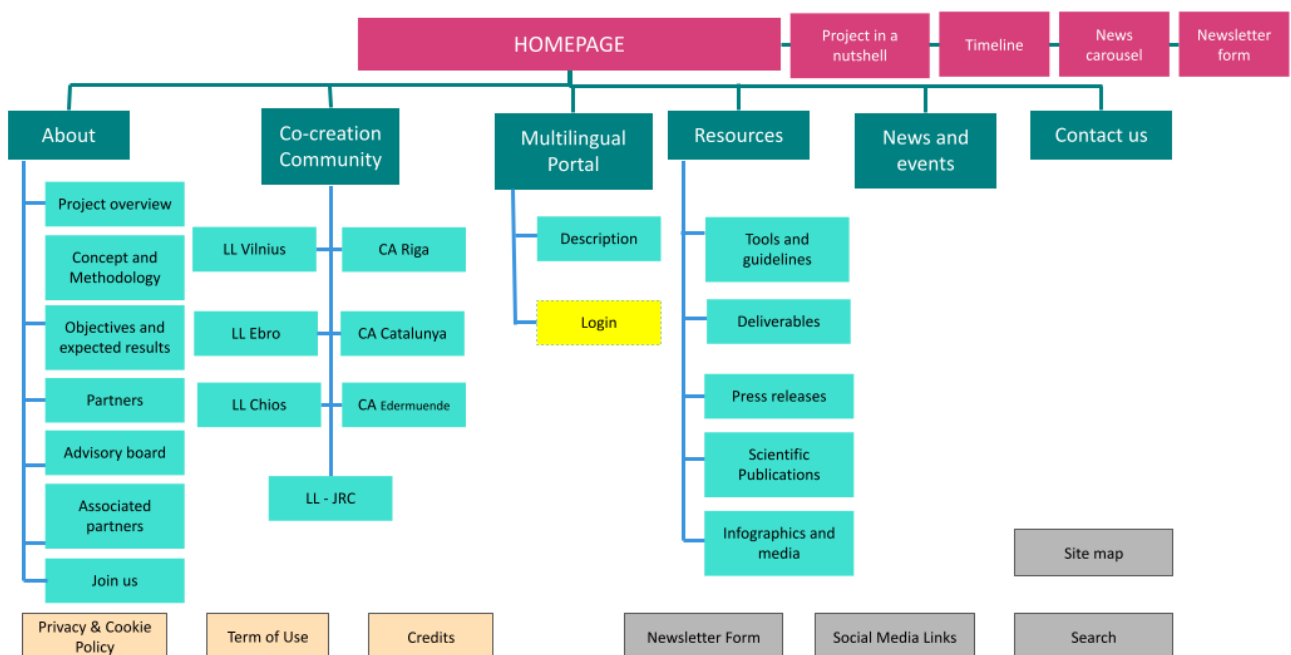 HOMEPAGE
Project in a
nutshell
Timeline
News
carousel
Newsletter
form
About
Co-creation
Community
Multilingual
Portal
Resources
News and
events
Contact us
Project overview
Concept and
Methodology
Objectives and
expected results
Partners
Advisory board
Associated
partners
Join us
LL Vilnius
CA Riga
LL Ebro
CA Catalunya
LL Chios
CA Edermuende
LL - JRC
Description
Login
Tools and
guidelines
Deliverables
Press releases
Scientific
Publications
Infographics and
media
Site map
Privacy & Cookie
Policy
Term of Use
Credits
Newsletter Form
Social Media Links
Search